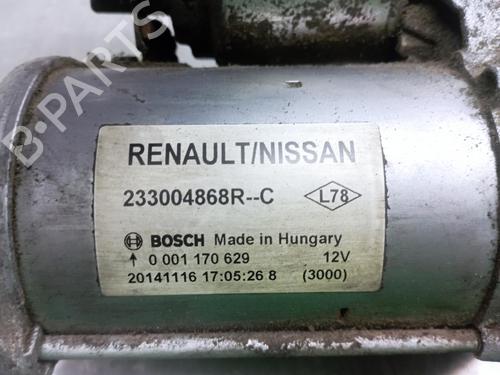 B-PARTS
RENAULT/NISSAN
233004868R--C L78
BOSCH Made in Hungary
0 001 170 629 12V
20141116 17:05:26 8 (3000)